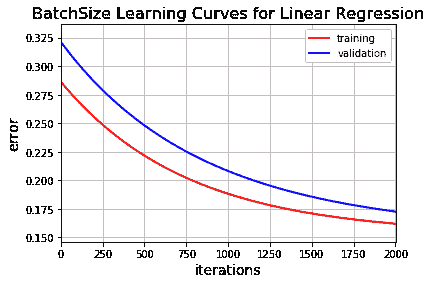 BatchSize Learning Curves for Linear Regression
training
validation
error
0.325
0.300
0.275
0.250
0.225
0.200
0.175
0.150
0 250 500 750 1000 1250 1500 1750 2000
iterations